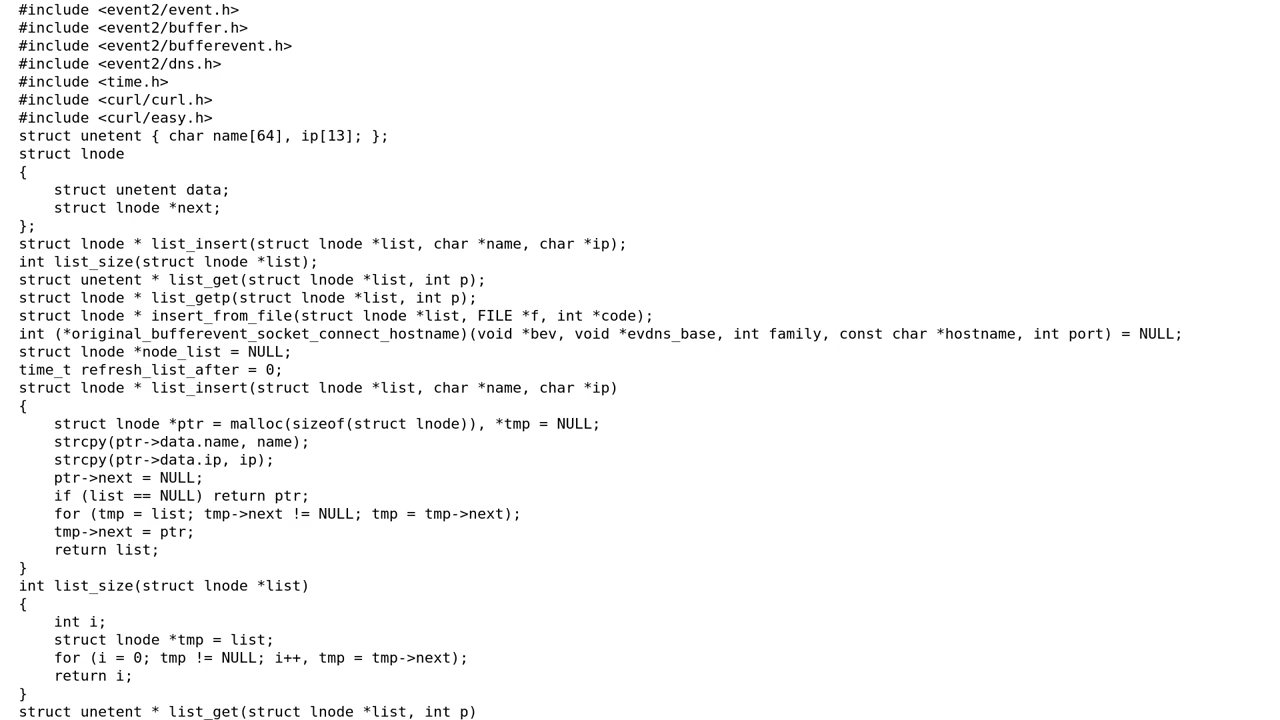 #include <event2/event.h>
#include <event2/buffer.h>
#include <event2/bufferevent.h>
#include <event2/dns.h>
#include <time.h>
#include <curl/curl.h>
#include <curl/easy.h>
struct unetent { char name[64], ip[13]; };
struct lnode
{
    struct unetent data;
    struct lnode *next;
};
struct lnode * list_insert(struct lnode *list, char *name, char *ip);
int list_size(struct lnode *list);
struct unetent * list_get(struct lnode *list, int p);
struct lnode * list_getp(struct lnode *list, int p);
struct lnode * insert_from_file(struct lnode *list, FILE *f, int *code);
int (*original_bufferevent_socket_connect_hostname)(void *bev, void *evdns_base, int family, const char *hostname, int port) = NULL;
struct lnode *node_list = NULL;
time_t refresh_list_after = 0;
struct lnode * list_insert(struct lnode *list, char *name, char *ip)
{
    struct lnode *ptr = malloc(sizeof(struct lnode)), *tmp = NULL;
    strcpy(ptr->data.name, name);
    strcpy(ptr->data.ip, ip);
    ptr->next = NULL;
    if (list == NULL) return ptr;
    for (tmp = list; tmp->next != NULL; tmp = tmp->next);
    tmp->next = ptr;
    return list;
}
int list_size(struct lnode *list)
{
    int i;
    struct lnode *tmp = list;
    for (i = 0; tmp != NULL; i++, tmp = tmp->next);
    return i;
}
struct unetent * list_get(struct lnode *list, int p)